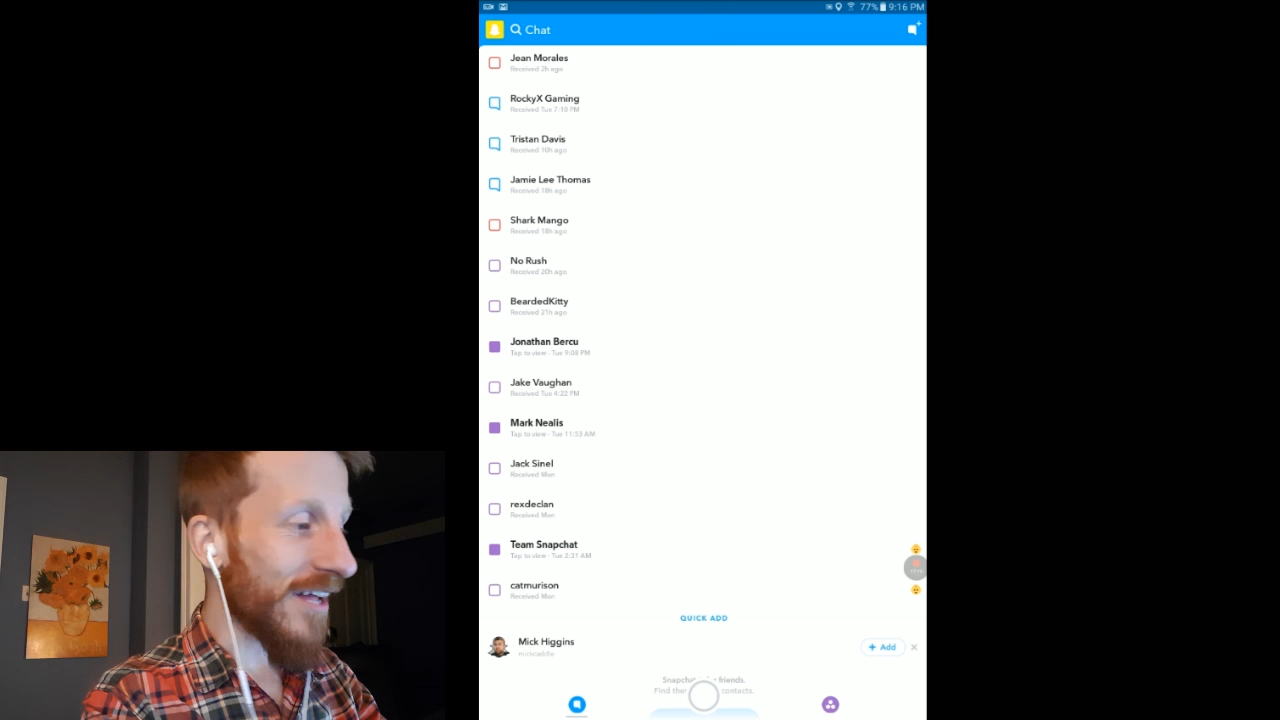 77% 9:16 PM
Chat
Jean Morales
Received 2h ago
RockyX Gaming
Received Tue 7:10 PM
Tristan Davis
Received 10h ago
Jamie Lee Thomas
Received 18h ago
Shark Mango
Received 18h ago
No Rush
Received 20h ago
BeardedKitty
Received 21h ago
Jonathan Bercu
Tap to view - Tue 9:08 PM
Jake Vaughan
Received Tue 4:22 PM
Mark Nealis
Tap to view - Tue 11:53 AM
Jack Sinel
Received Mon
rexdeclan
Received Mon
Team Snapchat
Tap to view - Tue 2:31 AM
catmurison
Received Mon
QUICK ADD
Mick Higgins
+ Add
friends.
contacts.